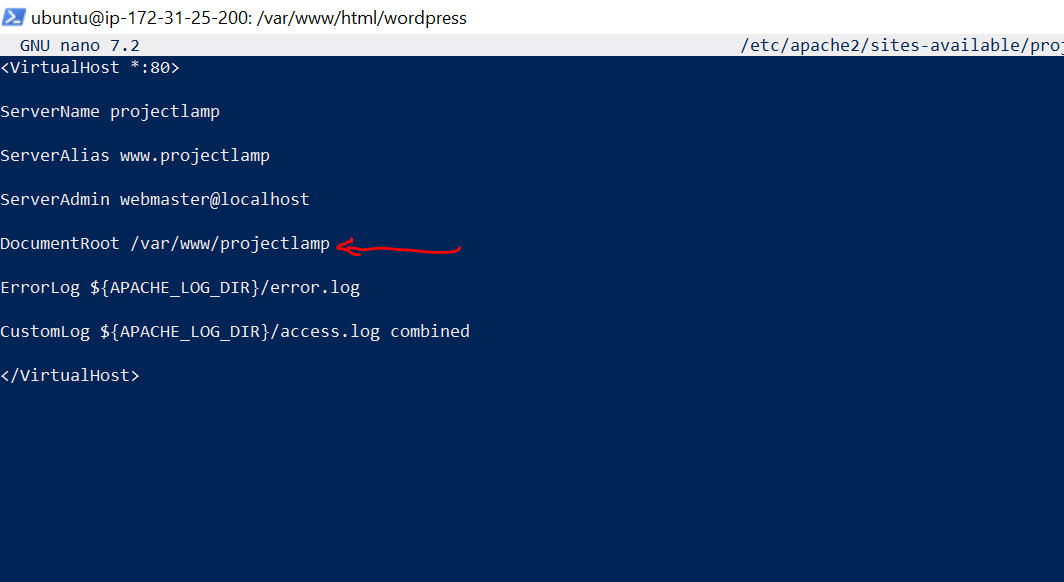 ubuntu@ip-172-31-25-200: /var/www/html/wordpress
GNU nano 7.2 /etc/apache2/sites-available/proj
<VirtualHost *:80>
ServerName projectlamp
ServerAlias www.projectlamp
ServerAdmin webmaster@localhost
DocumentRoot /var/www/projectlamp
ErrorLog ${APACHE_LOG_DIR}/error.log
CustomLog ${APACHE_LOG_DIR}/access.log combined
</VirtualHost>